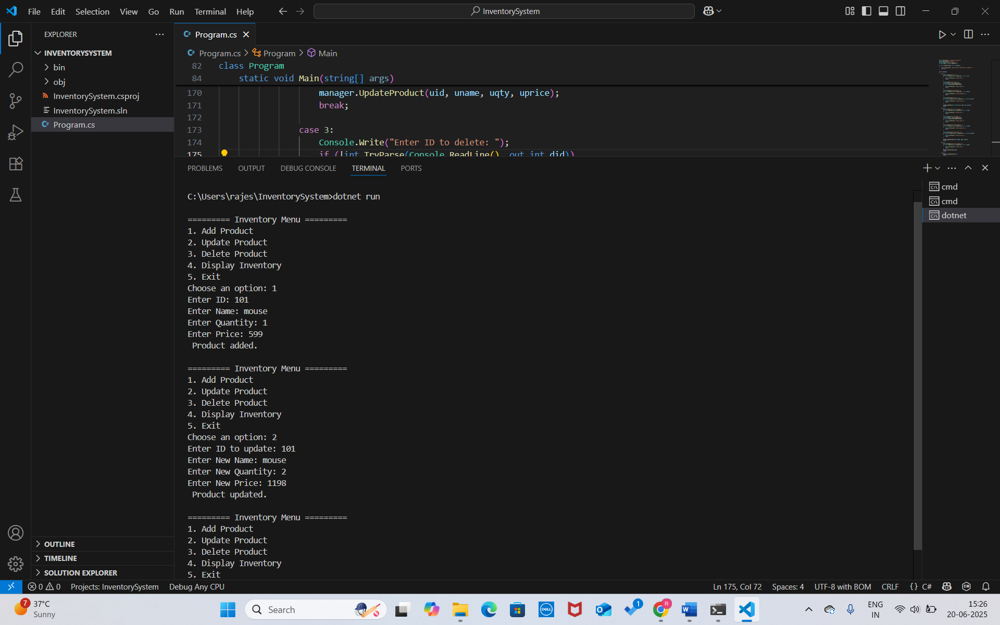 File Edit Selection View Go Run Terminal Help
InventorySystem
EXPLORER
INVENTORYSYSTEM
bin
obj
InventorySystem.csproj
InventorySystem.sln
Program.cs
OUTLINE
TIMELINE
SOLUTION EXPLORER
Program.cs
Program.cs > Program > Main
82 class Program
84 static void Main(string[] args)
170 manager.UpdateProduct(uid, uname, uqty, uprice);
171 break;
172
173 case 3:
174 Console.Write("Enter ID to delete: ");
175 if (!int.TryParse(Console.ReadLine(), out int did))
PROBLEMS OUTPUT DEBUG CONSOLE TERMINAL PORTS
cmd
cmd
dotnet
C:\Users\rajes\InventorySystem>dotnet run
========= Inventory Menu =========
1. Add Product
2. Update Product
3. Delete Product
4. Display Inventory
5. Exit
Choose an option: 1
Enter ID: 101
Enter Name: mouse
Enter Quantity: 1
Enter Price: 599
Product added.
========= Inventory Menu =========
1. Add Product
2. Update Product
3. Delete Product
4. Display Inventory
5. Exit
Choose an option: 2
Enter ID to update: 101
Enter New Name: mouse
Enter New Quantity: 2
Enter New Price: 1198
Product updated.
========= Inventory Menu =========
1. Add Product
2. Update Product
3. Delete Product
4. Display Inventory
5. Exit
0 0 Projects: InventorySystem Debug Any CPU
Ln 175, Col 72 Spaces: 4 UTF-8 with BOM CRLF {} C#
7
37°C
Sunny
Search
DELL
1
R
ENG
IN
15:26
20-06-2025